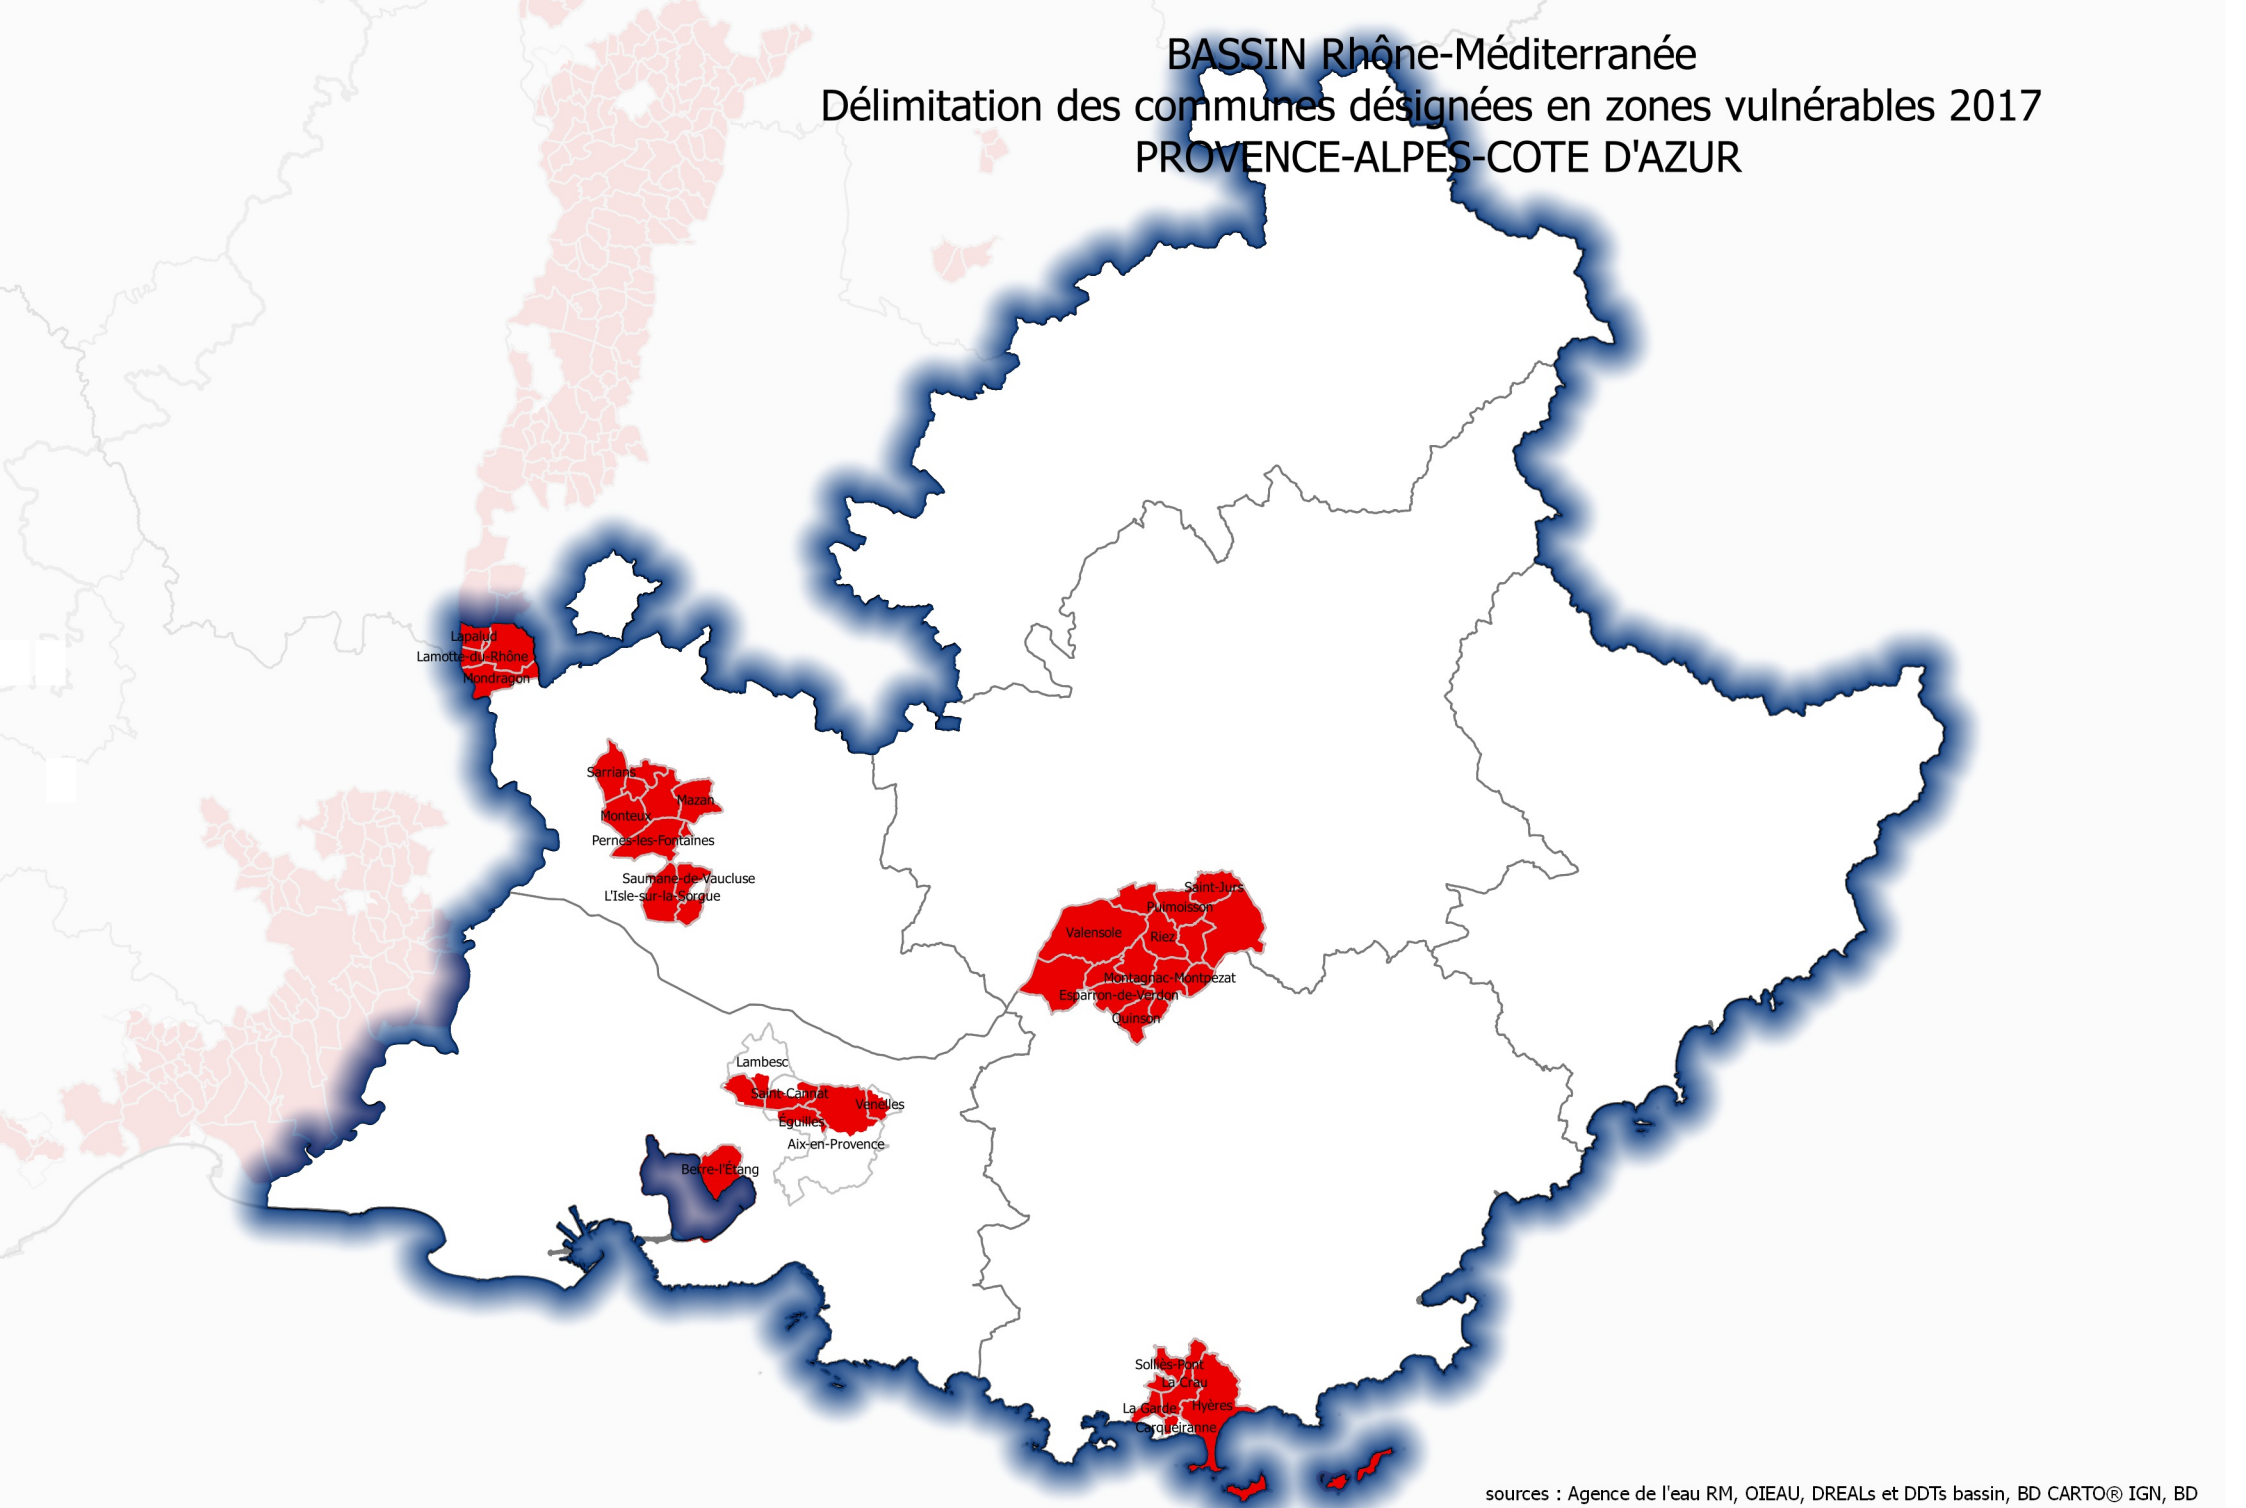 BASSIN Rhône-Méditerranée
Délimitation des communes désignées en zones vulnérables 2017
PROVENCE-ALPES-COTE D'AZUR
Lapalud
Lamotte-du-Rhône
Mondragon
Sarrians
Mazan
Monteux
Pernes-les-Fontaines
Saumane-de-Vaucluse
L'Isle-sur-la-Sorgue
Saint-Jurs
Puimoisson
Valensole
Riez
Montagnac-Montpezat
Esparron-de-Verdon
Quinson
Lambesc
Saint-Cannat
Venelles
Éguilles
Aix-en-Provence
Berre-l'Étang
Solliès-Pont
La Crau
Hyères
La Garde
Carqueiranne
sources : Agence de l'eau RM, OIEAU, DREALs et DDTs bassin, BD CARTO® IGN, BD